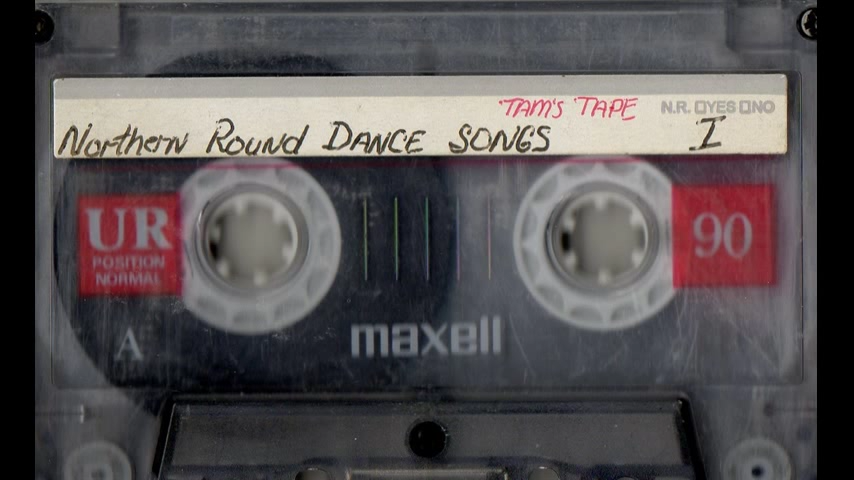 'TAM'S TAPE N.R. ☐YES ☐NO
Northern Round DANCE SONGS I
UR 90
POSITION
NORMAL
A maxell